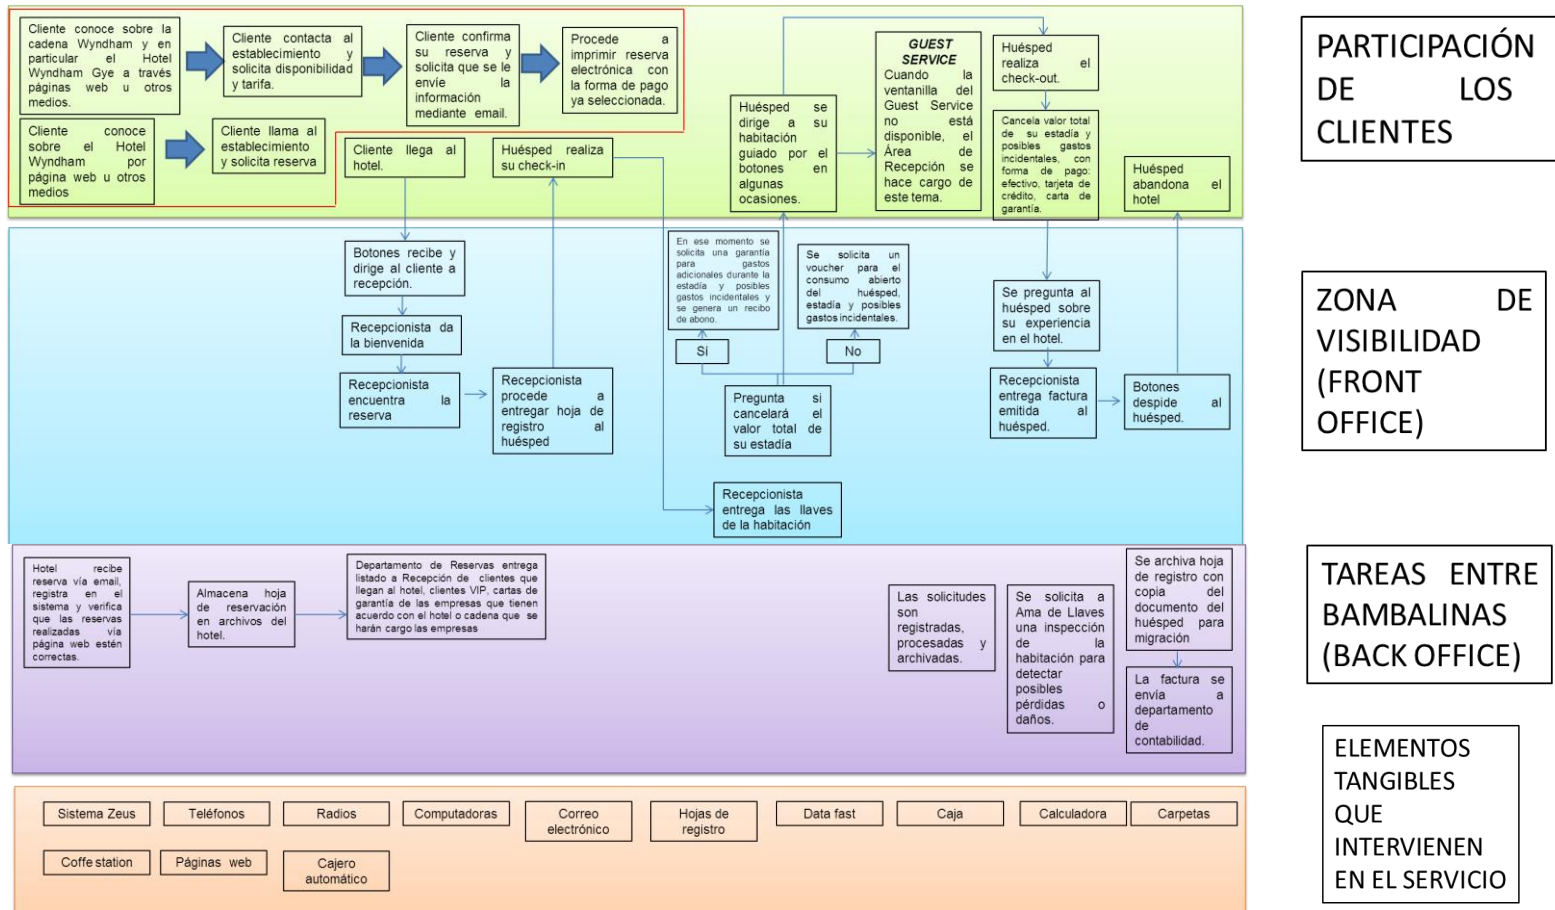 Cliente conoce sobre la
cadena Wyndham y en
particular el Hotel
Wyndham Gye a través
páginas web u otros
medios.
Cliente contacta al
establecimiento y
solicita disponibilidad
y tarifa.
Cliente confirma
su reserva y
solicita que se le
envíe la
información
mediante email.
Procede a
imprimir reserva
electrónica con
la forma de pago
ya seleccionada.
Cliente conoce
sobre el Hotel
Wyndham por
página web u otros
medios
Cliente llama al
establecimiento
y solicita reserva
Cliente llega al
hotel.
Huésped realiza
su check-in
Huésped se
dirige a su
habitación
guiado por el
botones en
algunas
ocasiones.
GUEST
SERVICE
Cuando la
ventanilla del
Guest Service
no está
disponible, el
Área de
Recepción se
hace cargo de
este tema.
Huésped
realiza el
check-out.
Cancela valor total
de su estadía y
posibles gastos
incidentales, con
forma de pago:
efectivo, tarjeta de
crédito, carta de
garantía.
Huésped
abandona el
hotel
PARTICIPACIÓN
DE LOS
CLIENTES
Botones recibe y
dirige al cliente a
recepción.
Recepcionista da
la bienvenida
Recepcionista
encuentra la
reserva
Recepcionista
procede a
entregar hoja de
registro al
huésped
En ese momento se
solicita una garantía
para gastos
adicionales durante la
estadía y posibles
gastos incidentales y
se genera un recibo
de abono.
Se solicita un
voucher para el
consumo abierto
del huésped,
estadía y posibles
gastos incidentales.
Sí
No
Pregunta si
cancelará el
valor total de
su estadía
Recepcionista
entrega las llaves
de la habitación
Se pregunta al
huésped sobre
su experiencia
en el hotel.
Recepcionista
entrega factura
emitida al
huésped.
Botones
despide al
huésped.
ZONA DE
VISIBILIDAD
(FRONT
OFFICE)
Hotel recibe
reserva vía email,
registra en el
sistema y verifica
que las reservas
realizadas vía
página web estén
correctas.
Almacena hoja
de reservación
en archivos del
hotel.
Departamento de Reservas entrega
listado a Recepción de clientes que
llegan al hotel, clientes VIP, cartas de
garantía de las empresas que tienen
acuerdo con el hotel o cadena que se
harán cargo las empresas
Las solicitudes
son
registradas,
procesadas y
archivadas.
Se solicita a
Ama de Llaves
una inspección
de la
habitación para
detectar
posibles
pérdidas o
daños.
Se archiva hoja
de registro con
copia del
documento del
huésped para
migración
La factura se
envía a
departamento
de
contabilidad.
TAREAS ENTRE
BAMBALINAS
(BACK OFFICE)
Sistema Zeus
Teléfonos
Radios
Computadoras
Correo
electrónico
Hojas de
registro
Data fast
Caja
Calculadora
Carpetas
Coffe station
Páginas web
Cajero
automático
ELEMENTOS
TANGIBLES
QUE
INTERVIENEN
EN EL SERVICIO